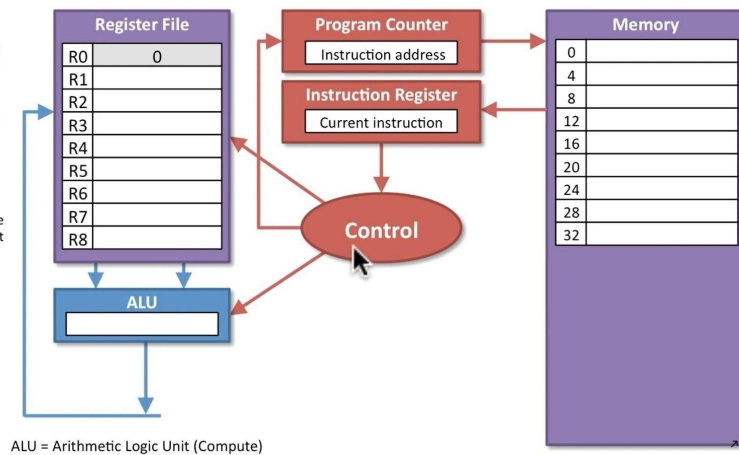 Register File
R0 0
R1
R2
R3
R4
R5
R6
R7
R8
ALU
Program Counter
Instruction address
Instruction Register
Current instruction
Control
Memory
0
4
8
12
16
20
24
28
32
ALU = Arithmetic Logic Unit (Compute)